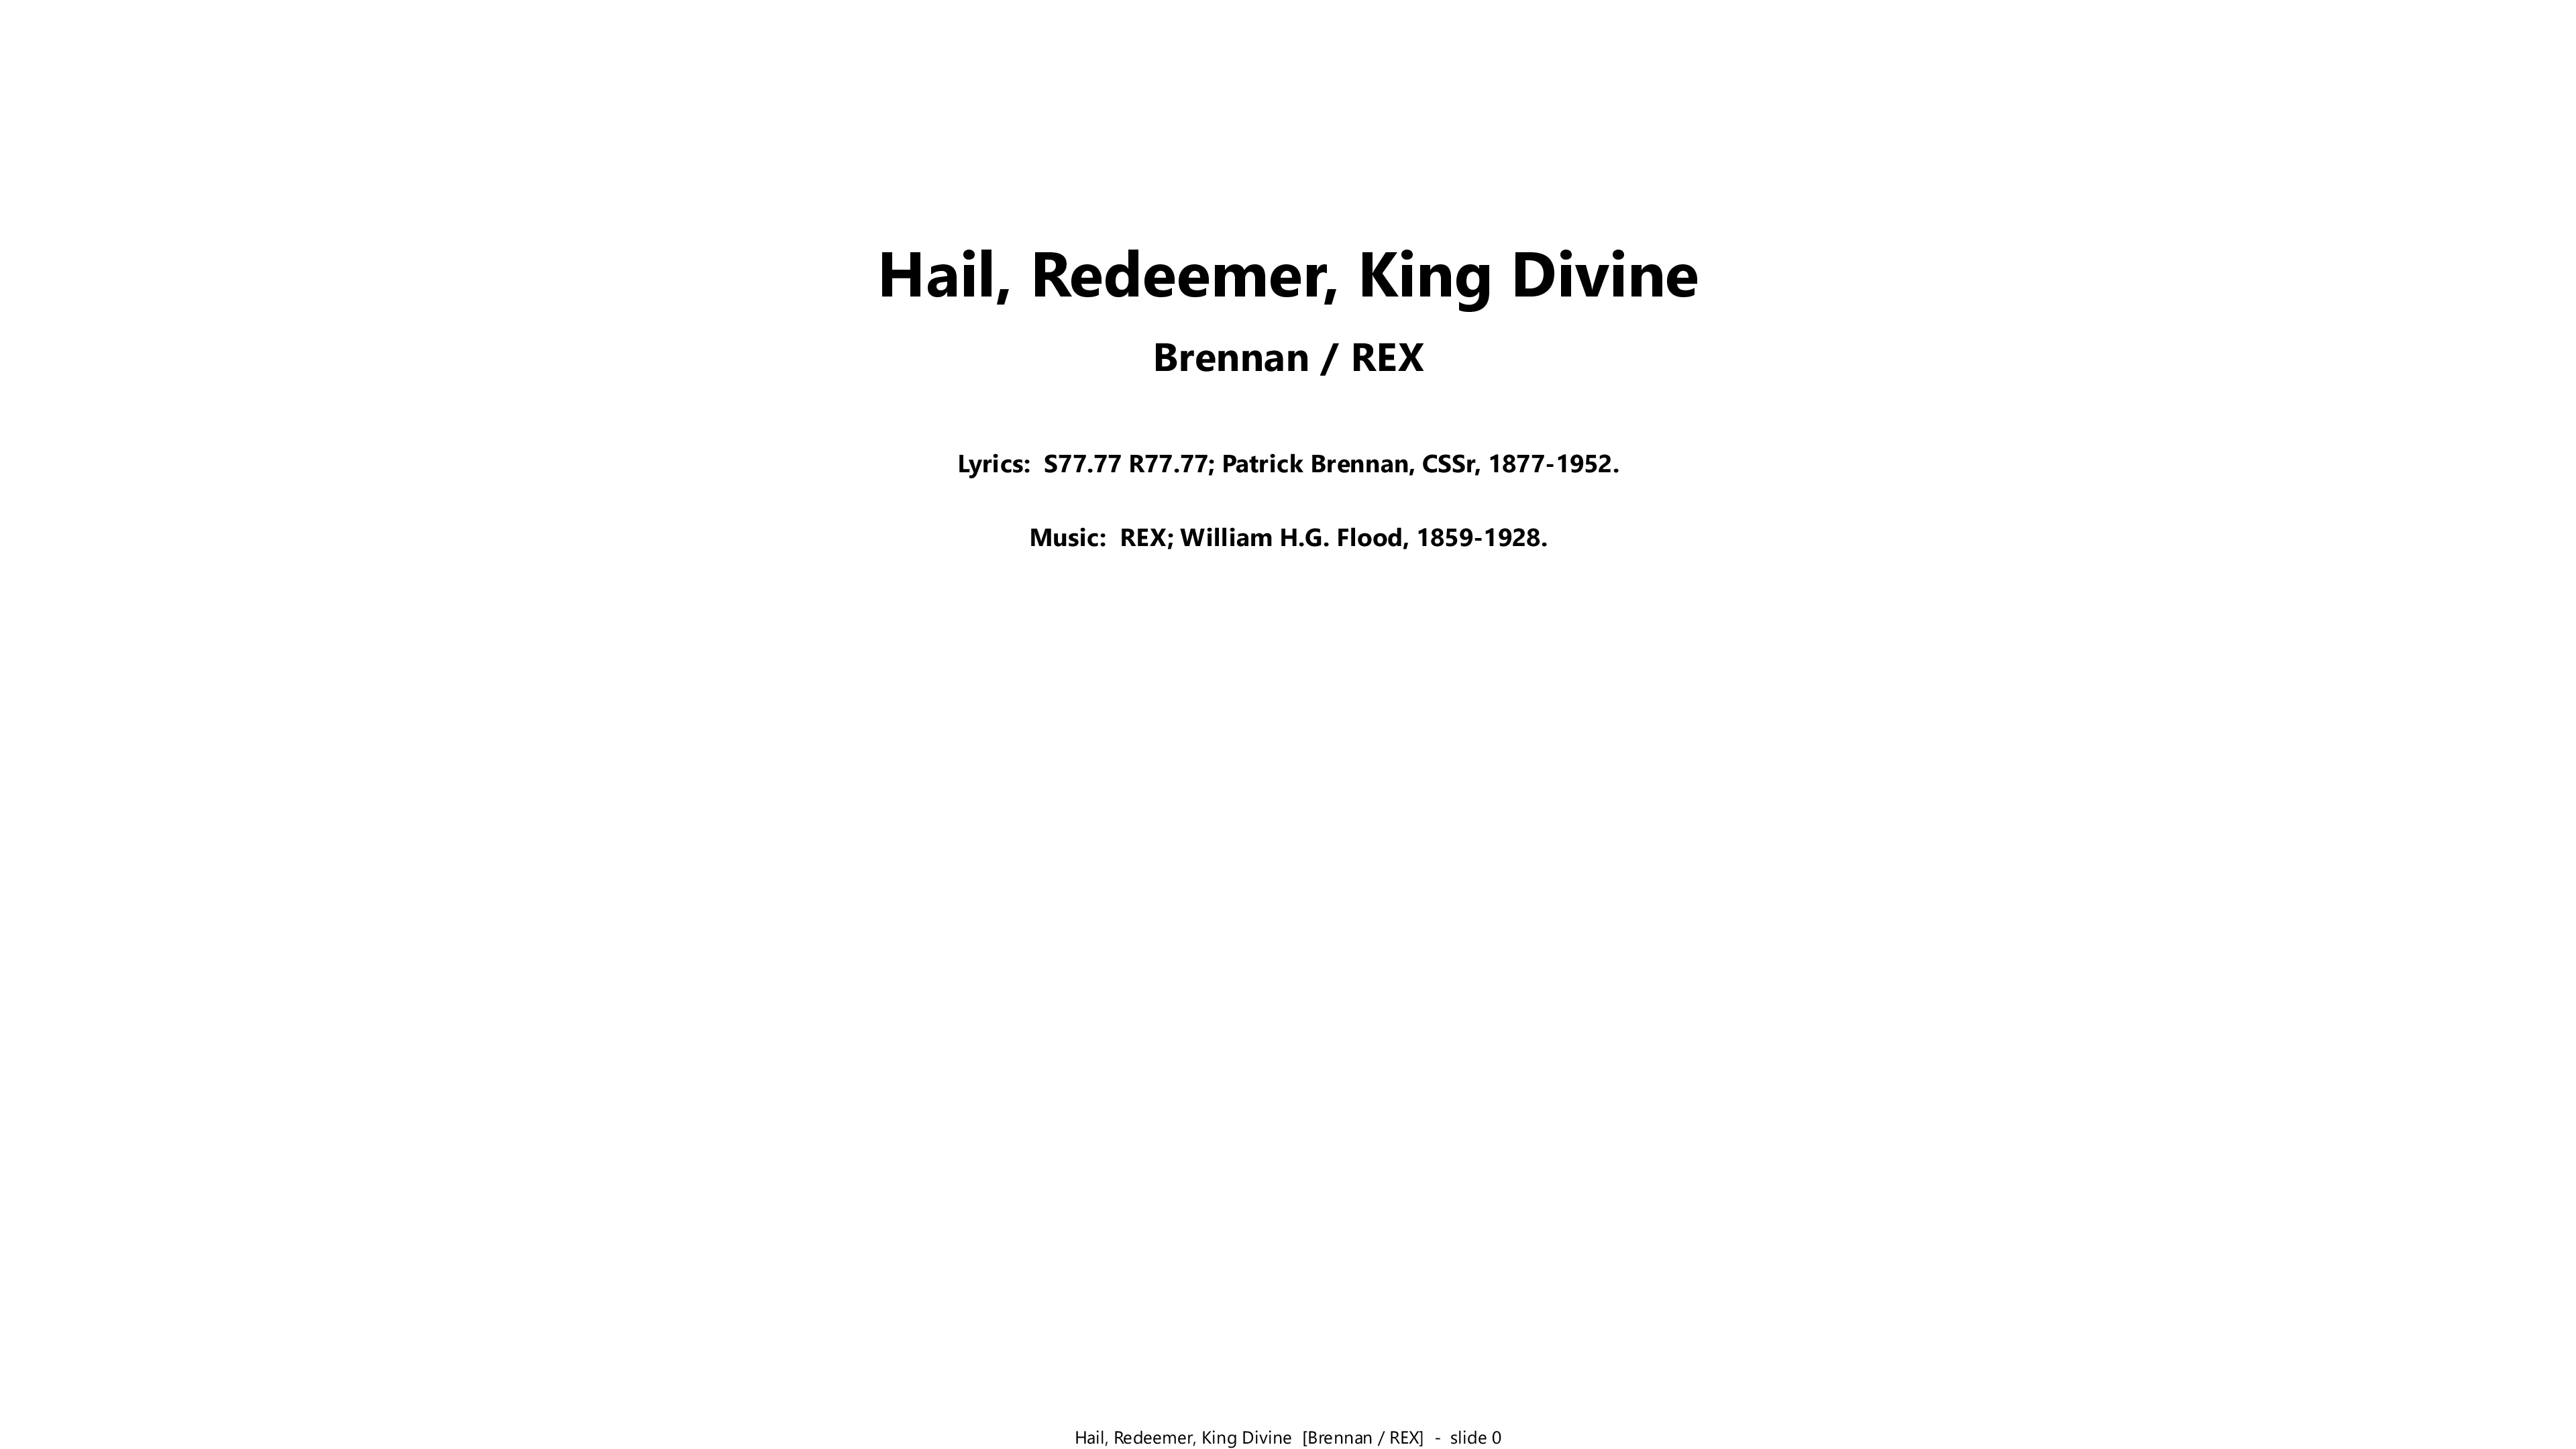 Hail, Redeemer, King Divine
Brennan / REX
Lyrics:  S77.77 R77.77; Patrick Brennan, CSSr, 1877-1952.
Music:  REX; William H.G. Flood, 1859-1928.
Hail, Redeemer, King Divine  [Brennan / REX]  -  slide 0